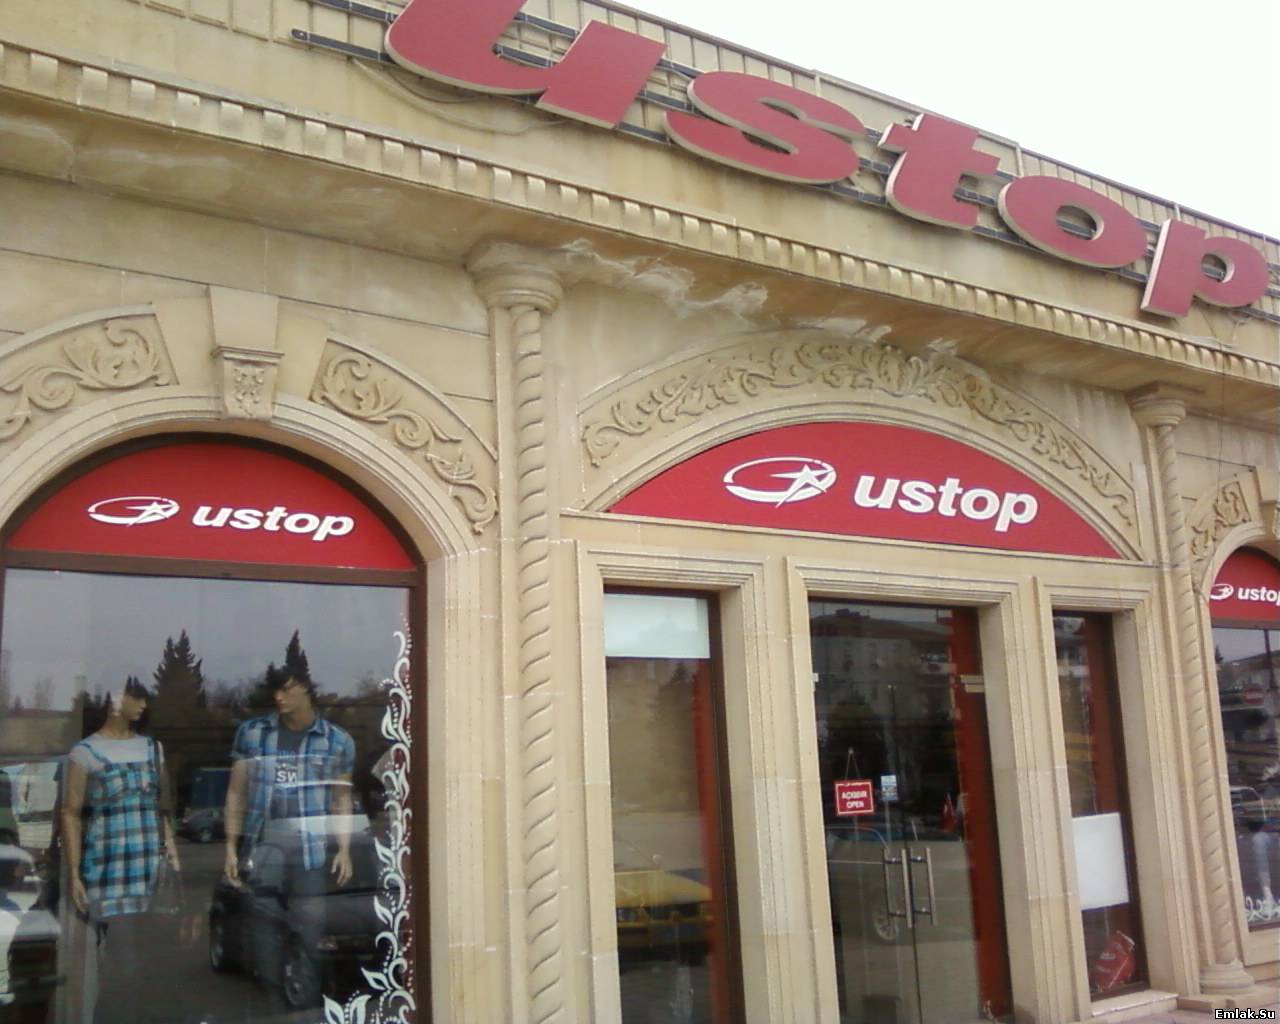 ustop
ustop
ustop
ustop
SW
AÇIQDIR
OPEN
Emlak.Su